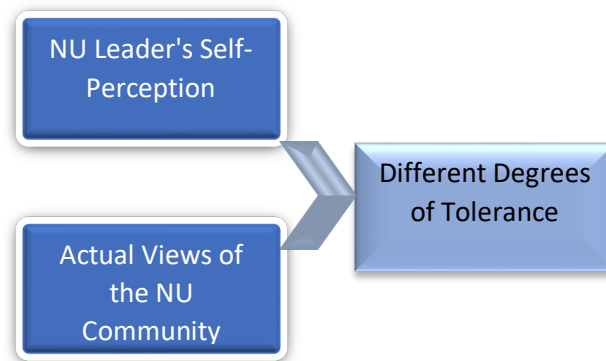 NU Leader's Self-
Perception
Different Degrees
of Tolerance
Actual Views of
the NU
Community